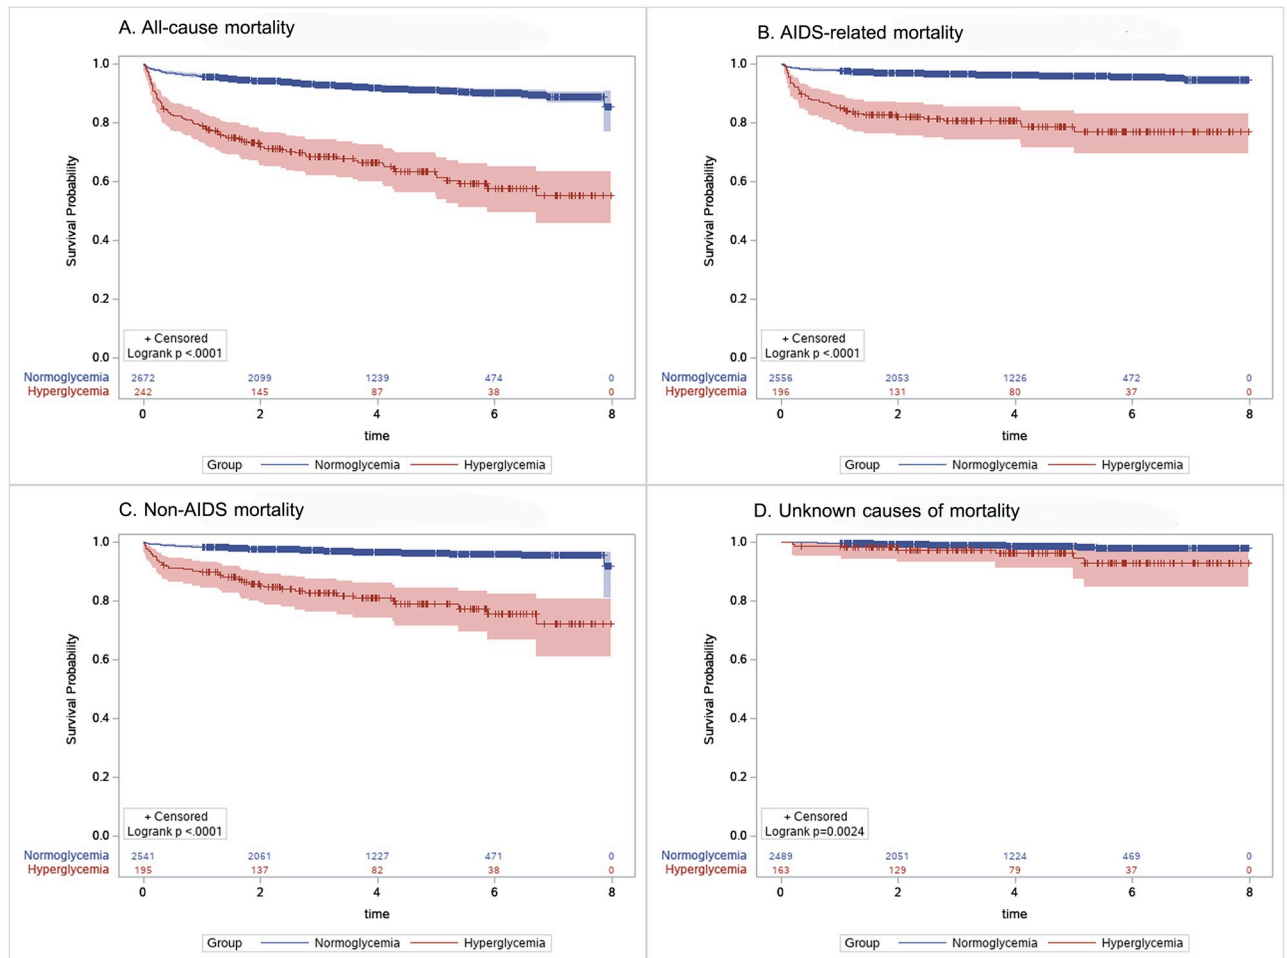 A. All-cause mortality
1.0
0.8
0.6
0.4
0.2
0.0
Survival Probability
+ Censored
Logrank p <.0001
Normoglycemia 2672 2099 1239 474 0
Hyperglycemia 242 145 87 38 0
0 2 4 6 8
time
Group Normoglycemia Hyperglycemia
B. AIDS-related mortality
1.0
0.8
0.6
0.4
0.2
0.0
Survival Probability
+ Censored
Logrank p <.0001
Normoglycemia 2556 2053 1226 472 0
Hyperglycemia 196 131 80 37 0
0 2 4 6 8
time
Group Normoglycemia Hyperglycemia
C. Non-AIDS mortality
1.0
0.8
0.6
0.4
0.2
0.0
Survival Probability
+ Censored
Logrank p <.0001
Normoglycemia 2541 2061 1227 471 0
Hyperglycemia 195 137 82 38 0
0 2 4 6 8
time
Group Normoglycemia Hyperglycemia
D. Unknown causes of mortality
1.0
0.8
0.6
0.4
0.2
0.0
Survival Probability
+ Censored
Logrank p=0.0024
Normoglycemia 2489 2051 1224 469 0
Hyperglycemia 163 129 79 37 0
0 2 4 6 8
time
Group Normoglycemia Hyperglycemia